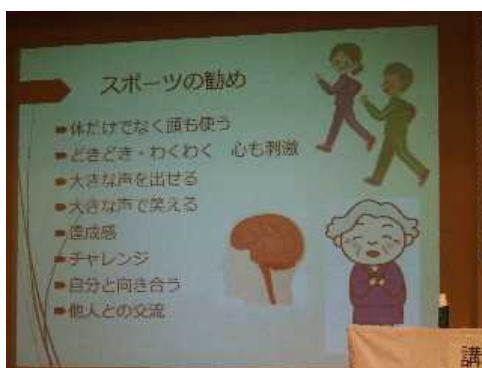 スポーツの勧め
体だけでなく頭も使う
どきどき・わくわく 心も刺激
大きな声を出せる
大きな声で笑える
達成感
チャレンジ
自分と向き合う
他人との交流
講